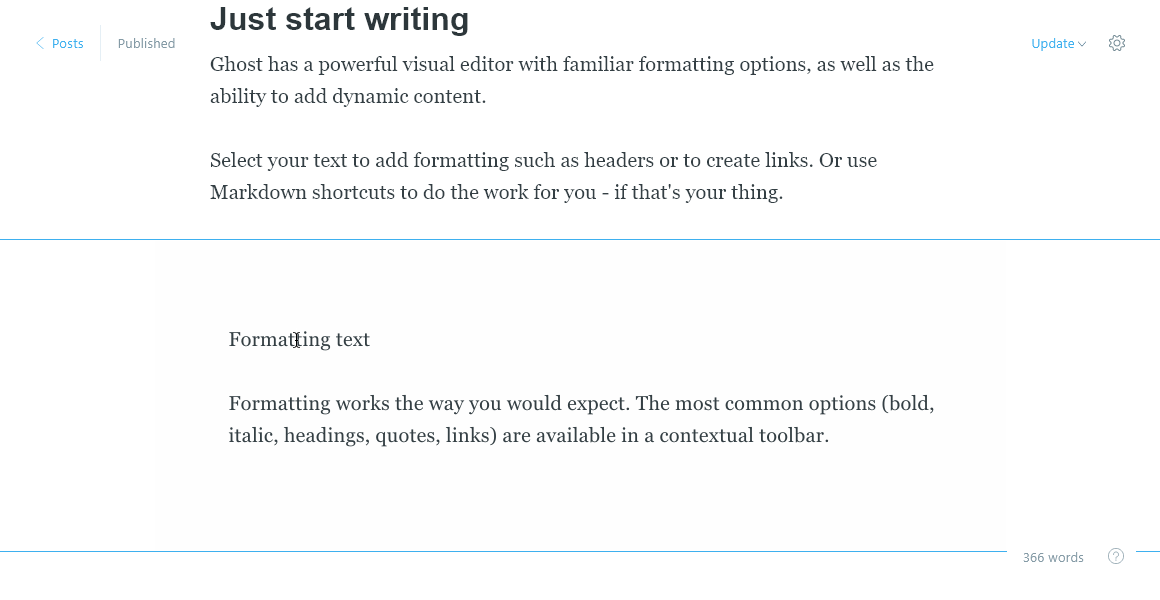 Just start writing
Posts
Published
Update
Ghost has a powerful visual editor with familiar formatting options, as well as the
ability to add dynamic content.
Select your text to add formatting such as headers or to create links. Or use
Markdown shortcuts to do the work for you - if that's your thing.
Formatting text
Formatting works the way you would expect. The most common options (bold,
italic, headings, quotes, links) are available in a contextual toolbar.
366 words
?